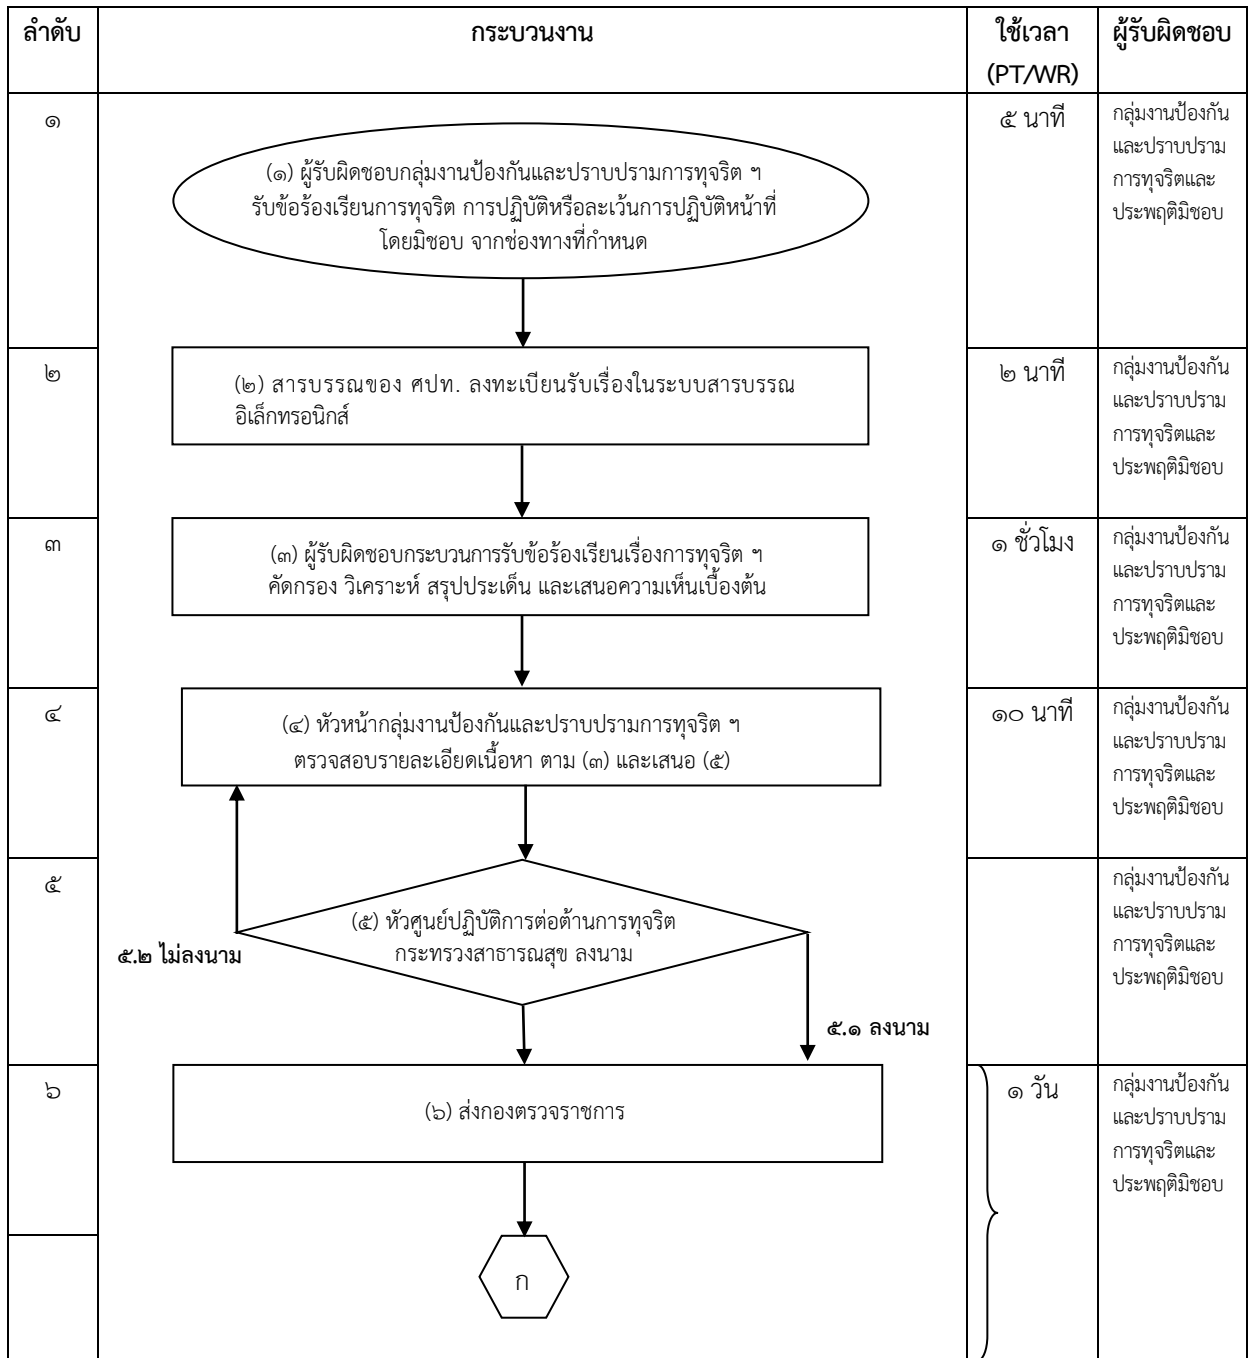 ลำดับ
กระบวนงาน
ใช้เวลา
(PT/WR)
ผู้รับผิดชอบ
๑
(๑) ผู้รับผิดชอบกลุ่มงานป้องกันและปราบปรามการทุจริต ฯ
รับข้อร้องเรียนการทุจริต การปฏิบัติหรือละเว้นการปฏิบัติหน้าที่
โดยมิชอบ จากช่องทางที่กำหนด
๕ นาที
กลุ่มงานป้องกัน
และปราบปราม
การทุจริตและ
ประพฤติมิชอบ
๒
(๒) สารบรรณของ ศปท. ลงทะเบียนรับเรื่องในระบบสารบรรณ
อิเล็กทรอนิกส์
๒ นาที
กลุ่มงานป้องกัน
และปราบปราม
การทุจริตและ
ประพฤติมิชอบ
๓
(๓) ผู้รับผิดชอบกระบวนการรับข้อร้องเรียนเรื่องการทุจริต ฯ
คัดกรอง วิเคราะห์ สรุปประเด็น และเสนอความเห็นเบื้องต้น
๑ ชั่วโมง
กลุ่มงานป้องกัน
และปราบปราม
การทุจริตและ
ประพฤติมิชอบ
๔
(๔) หัวหน้ากลุ่มงานป้องกันและปราบปรามการทุจริต ฯ
ตรวจสอบรายละเอียดเนื้อหา ตาม (๓) และเสนอ (๕)
๑๐ นาที
กลุ่มงานป้องกัน
และปราบปราม
การทุจริตและ
ประพฤติมิชอบ
๕
(๕) หัวศูนย์ปฏิบัติการต่อต้านการทุจริต
กระทรวงสาธารณสุข ลงนาม
๕.๒ ไม่ลงนาม
๕.๑ ลงนาม
กลุ่มงานป้องกัน
และปราบปราม
การทุจริตและ
ประพฤติมิชอบ
๖
(๖) ส่งกองตรวจราชการ
๑ วัน
กลุ่มงานป้องกัน
และปราบปราม
การทุจริตและ
ประพฤติมิชอบ
ก